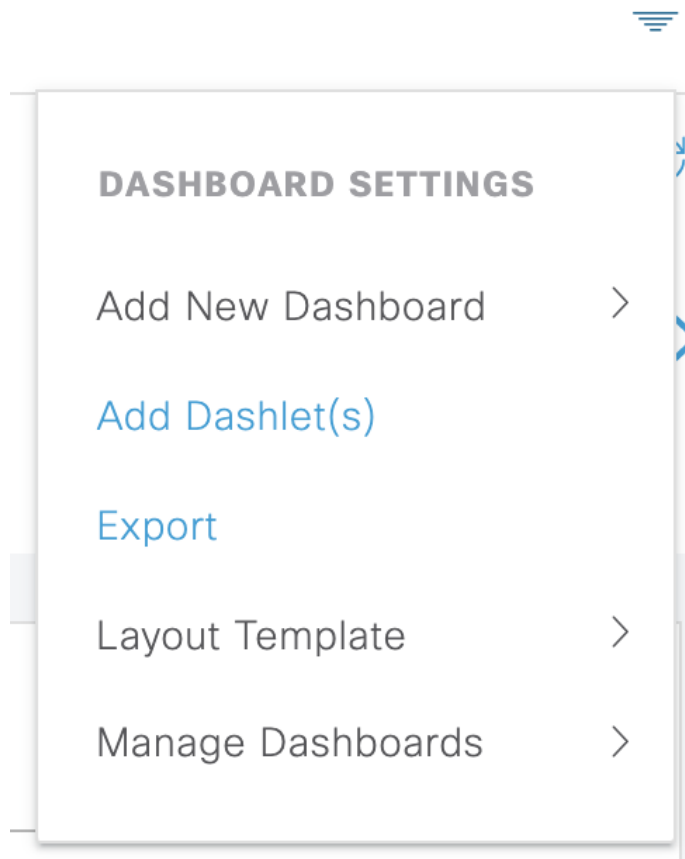 DASHBOARD SETTINGS
Add New Dashboard
Add Dashlet(s)
Export
Layout Template
Manage Dashboards